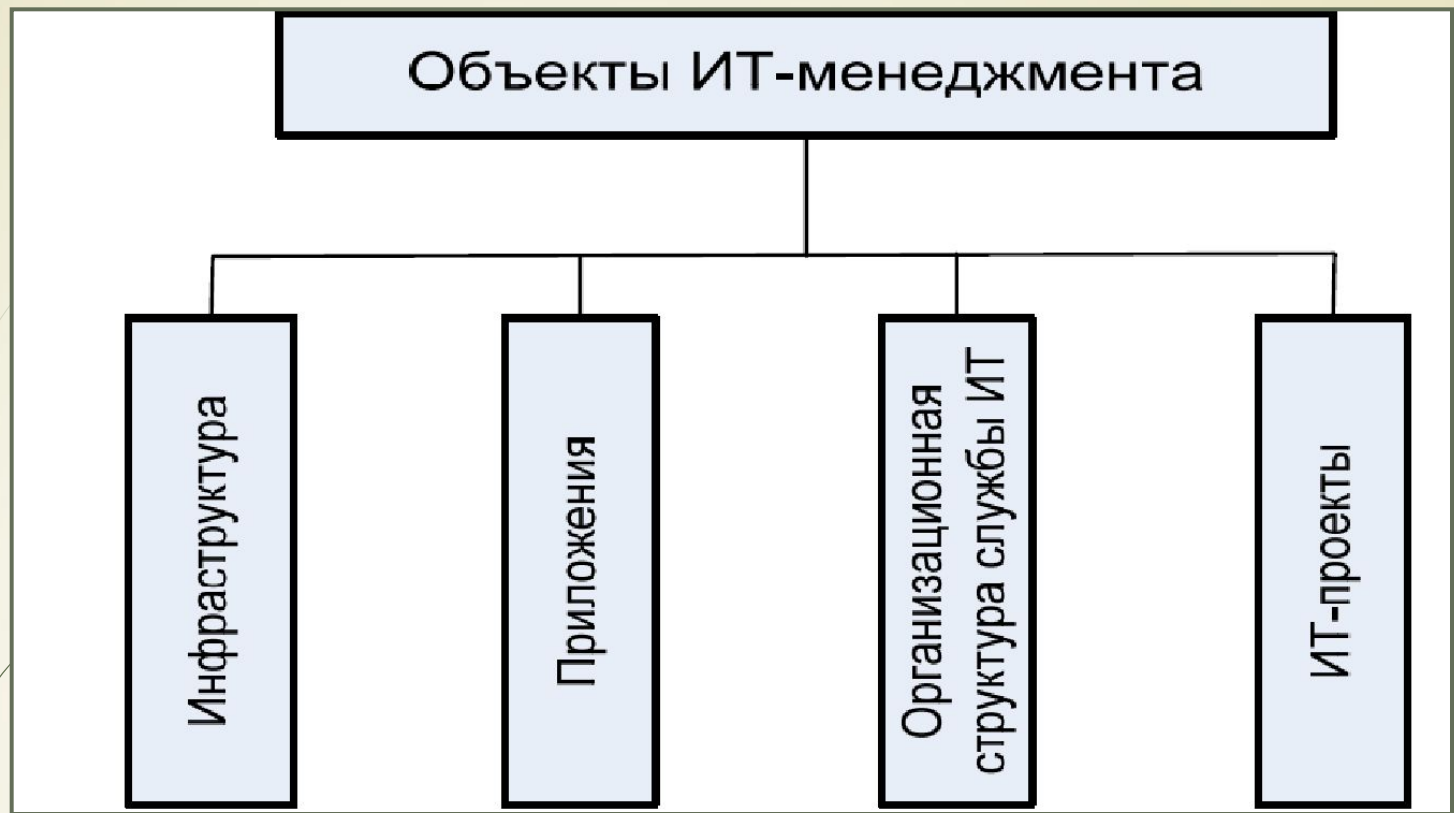 Объекты ИТ-менеджмента
Инфраструктура
Приложения
Организационная
структура службы ИТ
ИТ-проекты